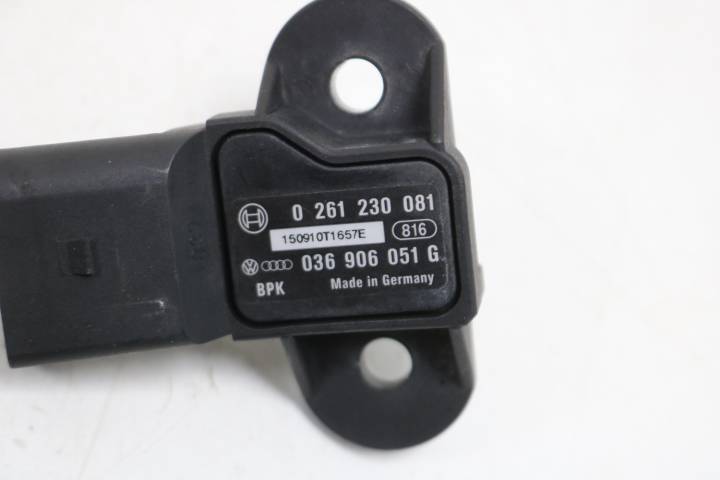 0 261 230 081
150910T1657E 816
036 906 051 G
BPK Made in Germany